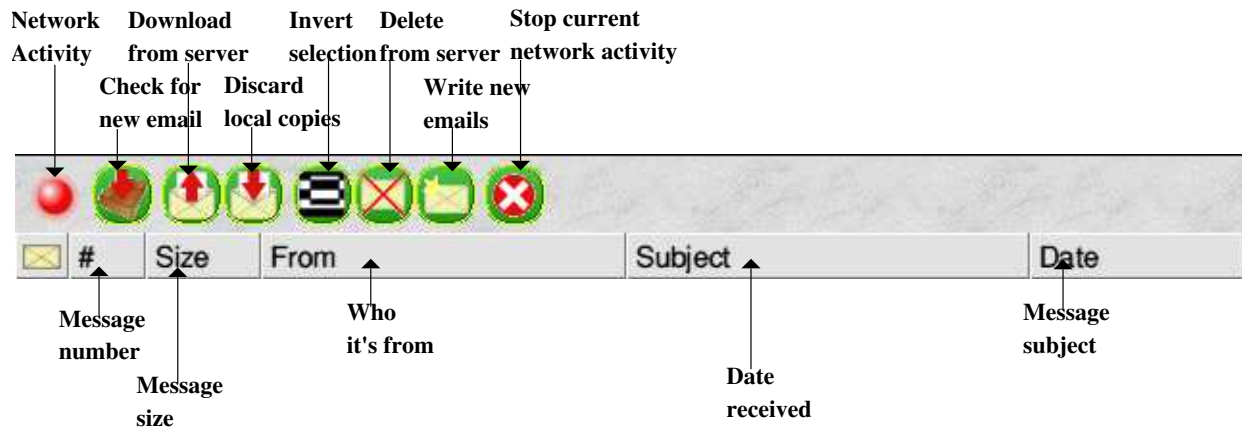 Network
Activity
Download
from server
Invert
selection
Delete
from server
Stop current
network activity
Check for
new email
Discard
local copies
Write new
emails
# Size From Subject Date
Message
number
Message
size
Who
it's from
Date
received
Message
subject